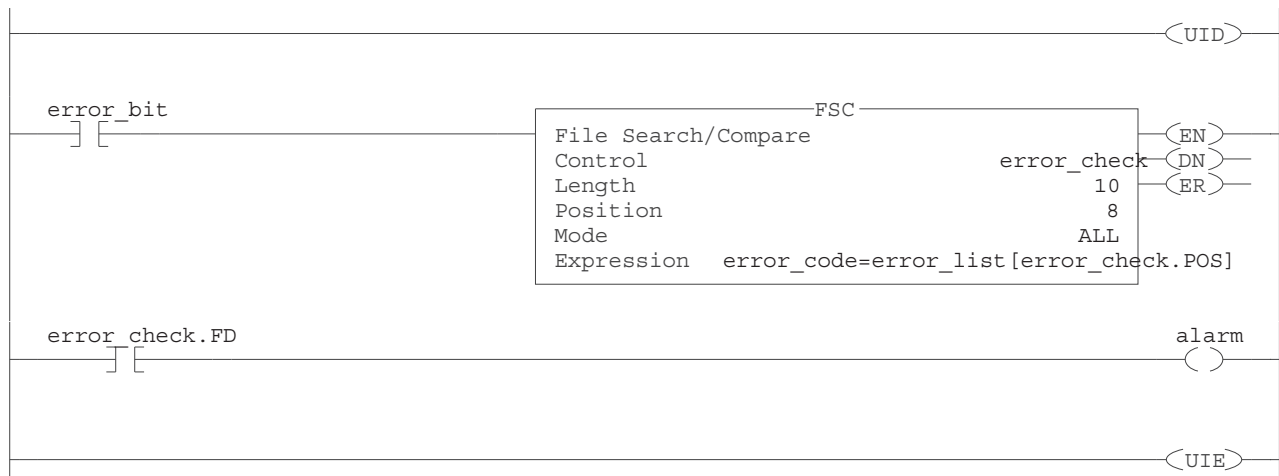 UID
error_bit
FSC
File Search/Compare EN
Control error_check DN
Length 10 ER
Position 8
Mode ALL
Expression error_code=error_list[error_check.POS]
error_check.FD alarm
UIE